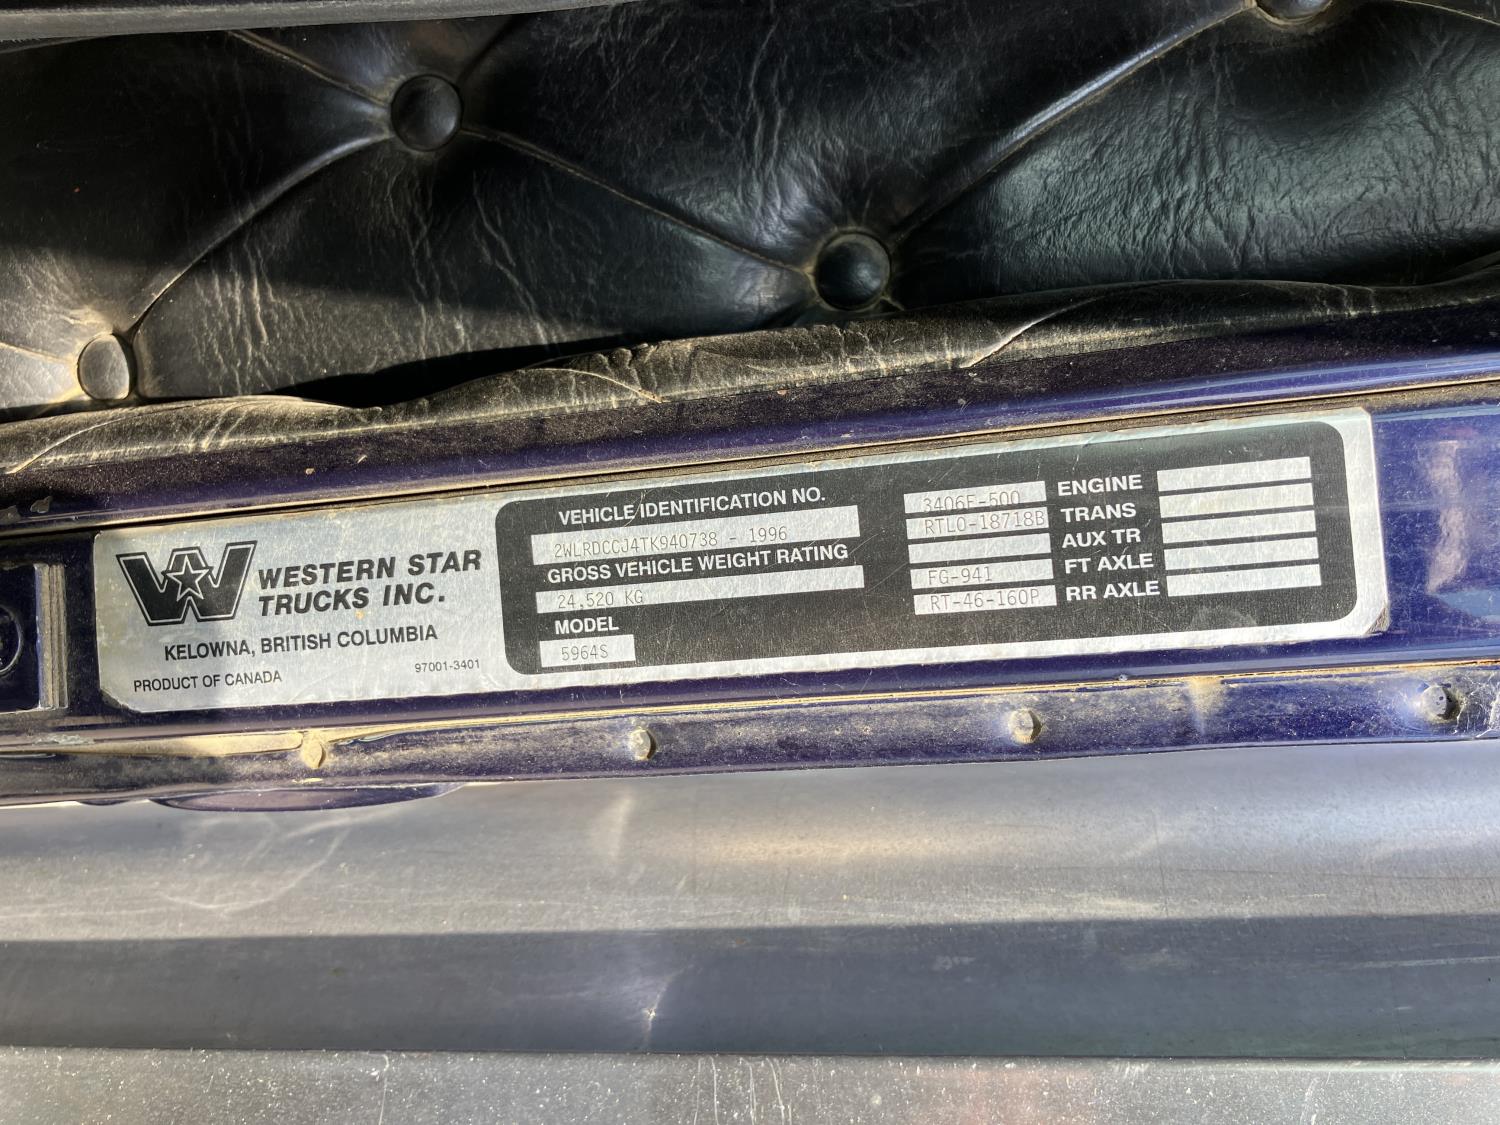 WESTERN STAR
TRUCKS INC.
KELOWNA, BRITISH COLUMBIA
97001-3401
PRODUCT OF CANADA
VEHICLE IDENTIFICATION NO.
2WLRDCCJ4TK940738 - 1996
GROSS VEHICLE WEIGHT RATING
24,520 KG
MODEL
5964S
3406E-500 ENGINE
RTLO-18718B TRANS
AUX TR
FG-941 FT AXLE
RT-46-160P RR AXLE